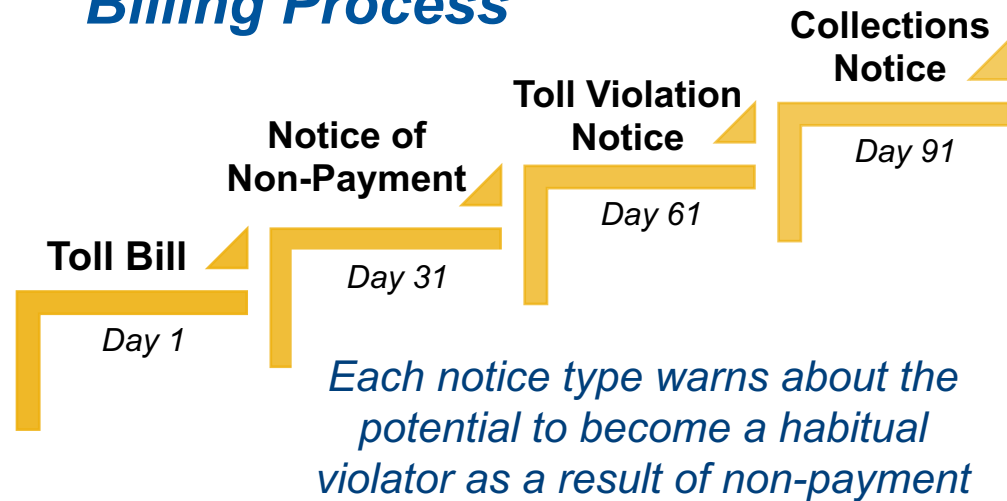 Billing Process
Toll Bill
Day 1
Notice of
Non-Payment
Day 31
Toll Violation
Notice
Day 61
Collections
Notice
Day 91
Each notice type warns about the
potential to become a habitual
violator as a result of non-payment